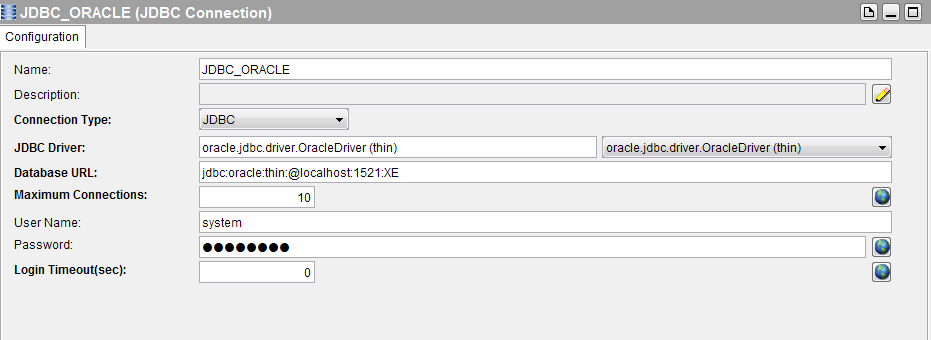 JDBC_ORACLE (JDBC Connection)
Configuration
Name: JDBC_ORACLE
Description:
Connection Type: JDBC
JDBC Driver: oracle.jdbc.driver.OracleDriver (thin) oracle.jdbc.driver.OracleDriver (thin)
Database URL: jdbc:oracle:thin:@localhost:1521:XE
Maximum Connections: 10
User Name: system
Password: ●●●●●●●●
Login Timeout(sec): 0